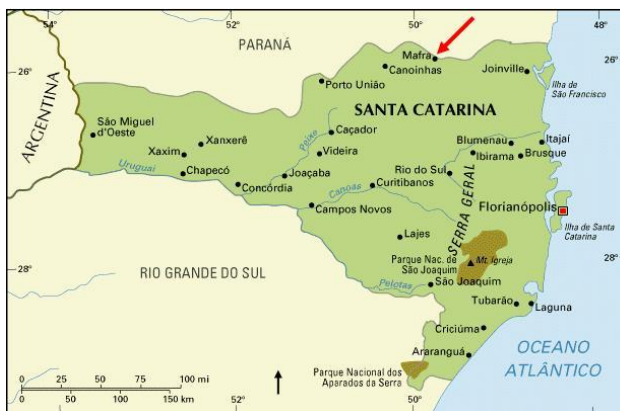 54°
52°
50°
48°
PARANÁ
Mafra
Canoinhas
Joinville
26°
26°
Porto União
Ilha de
São Francisco
SANTA CATARINA
ARGENTINA
São Miguel
d'Oeste
Caçador
Peixe
Xanxerê
Blumenau
Itajaí
Xaxim
Videira
Ibirama
Brusque
Uruguai
Chapecó
Joaçaba
Rio do Sul
Concórdia
Canoas
Curitibanos
Campos Novos
SERRA GERAL
Florianópolis
Ilha de Santa
Catarina
Lajes
28°
28°
Parque Nac. de
São Joaquim
Mt. Igreja
RIO GRANDE DO SUL
Pelotas
São Joaquim
Tubarão
Laguna
Criciúma
Araranguá
OCEANO
ATLÂNTICO
Parque Nacional dos
Aparados da Serra
0 25 50 75 100 mi
0 50 100 150 km
52°
50°